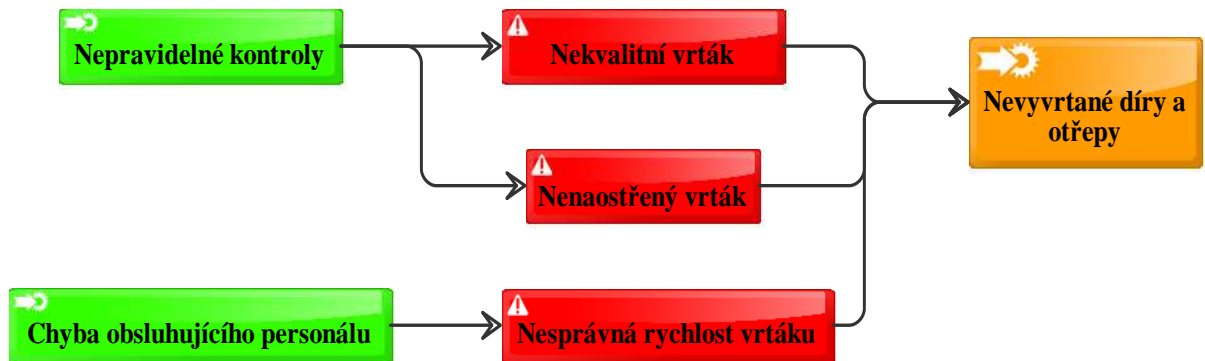 Nepravidelné kontroly
Nekvalitní vrták
Nevyvrtané díry a
otřepy
Nenaostřený vrták
Chyba obsluhujícího personálu
Nesprávná rychlost vrtáku